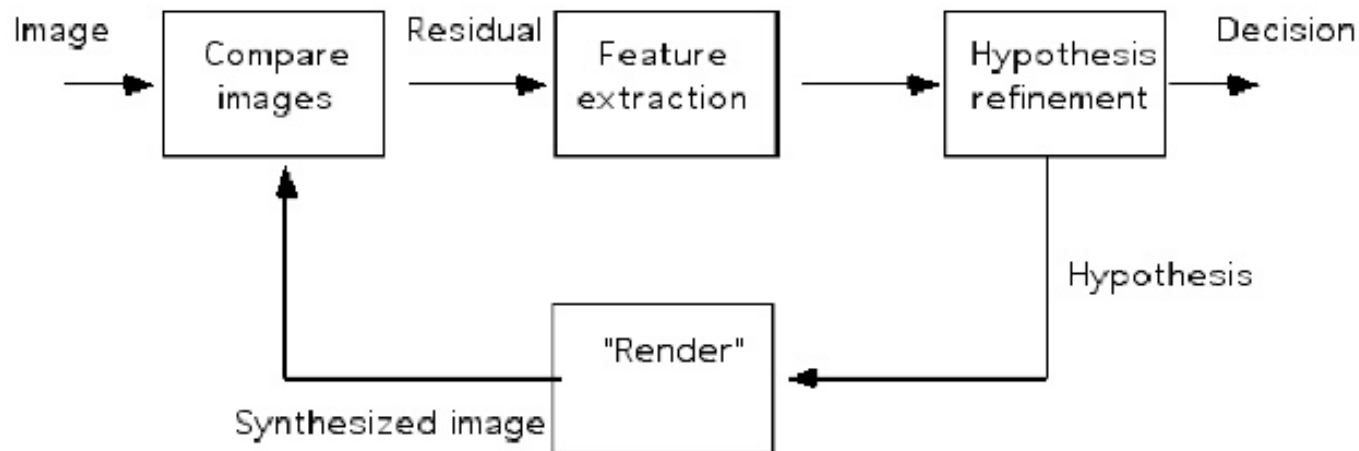 Image
Compare
images
Residual
Feature
extraction
Hypothesis
refinement
Decision
Hypothesis
"Render"
Synthesized image